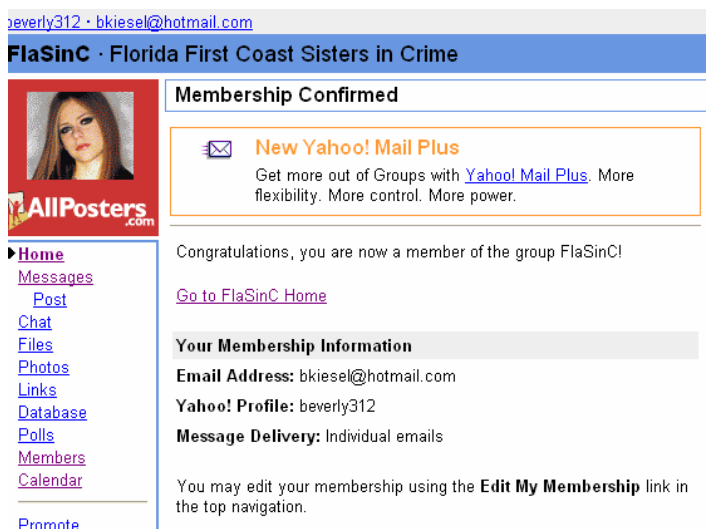 beverly312 · bkiesel@hotmail.com
FlaSinC · Florida First Coast Sisters in Crime
AllPosters
.com
Home
Messages
Post
Chat
Files
Photos
Links
Database
Polls
Members
Calendar
Promote
Membership Confirmed
New Yahoo! Mail Plus
Get more out of Groups with Yahoo! Mail Plus. More
flexibility. More control. More power.
Congratulations, you are now a member of the group FlaSinC!
Go to FlaSinC Home
Your Membership Information
Email Address: bkiesel@hotmail.com
Yahoo! Profile: beverly312
Message Delivery: Individual emails
You may edit your membership using the Edit My Membership link in
the top navigation.